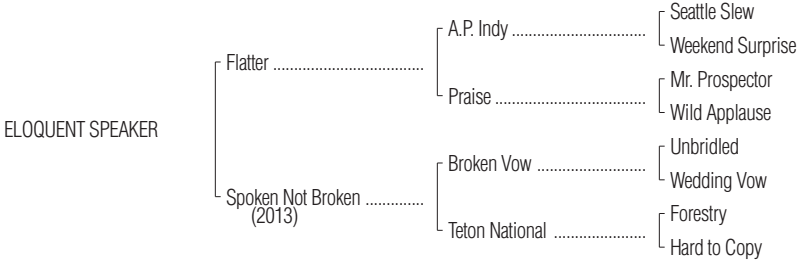 Seattle Slew
A.P. Indy ..................................
Weekend Surprise
Flatter ......................................
Mr. Prospector
Praise ......................................
Wild Applause
ELOQUENT SPEAKER
Unbridled
Broken Vow ............................
Wedding Vow
Spoken Not Broken ...............
(2013)
Forestry
Teton National .......................
Hard to Copy